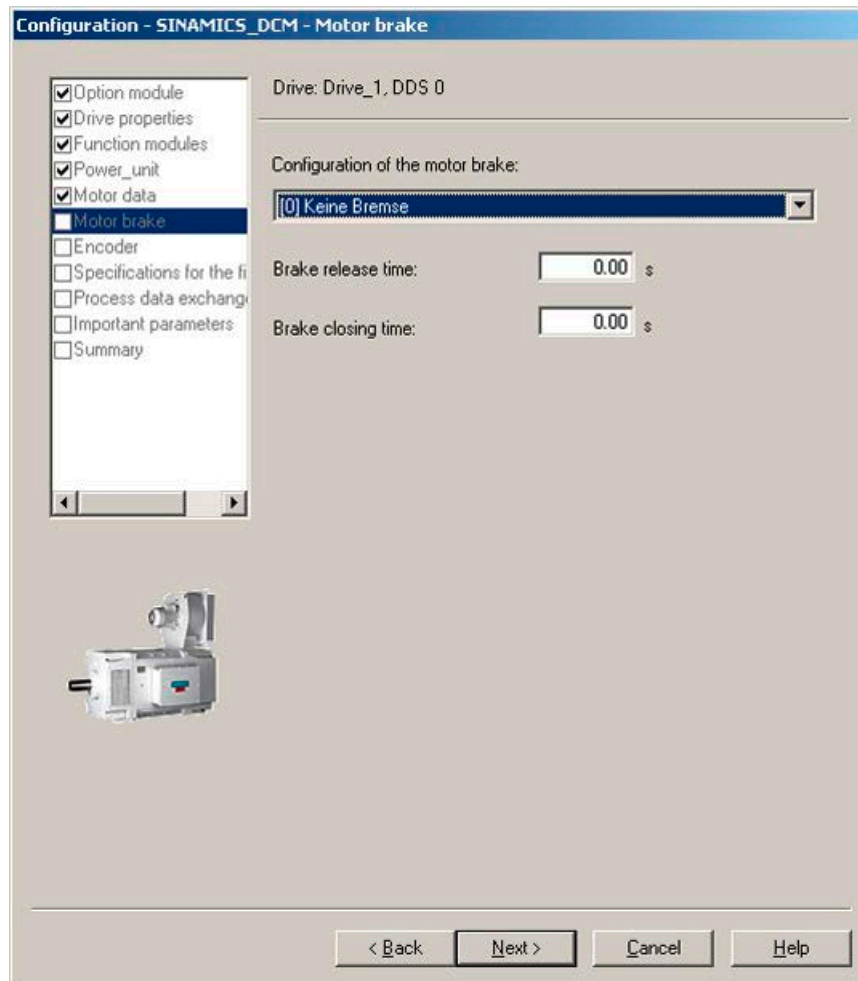 Configuration - SINAMICS_DCM - Motor brake
Option module
Drive properties
Function modules
Power_unit
Motor data
Motor brake
Encoder
Specifications for the fi
Process data exchang
Important parameters
Summary
Drive: Drive_1, DDS 0
Configuration of the motor brake:
[0] Keine Bremse
Brake release time: 0.00 s
Brake closing time: 0.00 s
< Back Next > Cancel Help